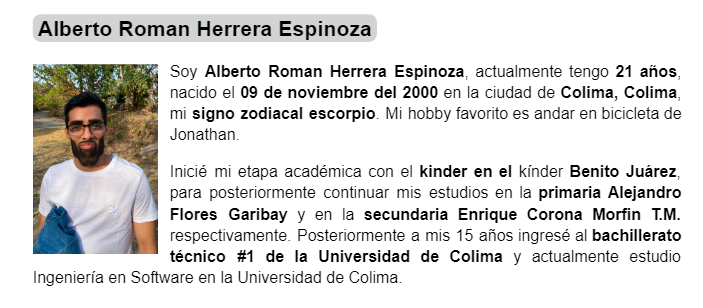 Alberto Roman Herrera Espinoza
Soy Alberto Roman Herrera Espinoza, actualmente tengo 21 años,
nacido el 09 de noviembre del 2000 en la ciudad de Colima, Colima,
mi signo zodiacal escorpio. Mi hobby favorito es andar en bicicleta de
Jonathan.
Inicié mi etapa académica con el kinder en el kínder Benito Juárez,
para posteriormente continuar mis estudios en la primaria Alejandro
Flores Garibay y en la secundaria Enrique Corona Morfin T.M.
respectivamente. Posteriormente a mis 15 años ingresé al bachillerato
técnico #1 de la Universidad de Colima y actualmente estudio
Ingeniería en Software en la Universidad de Colima.